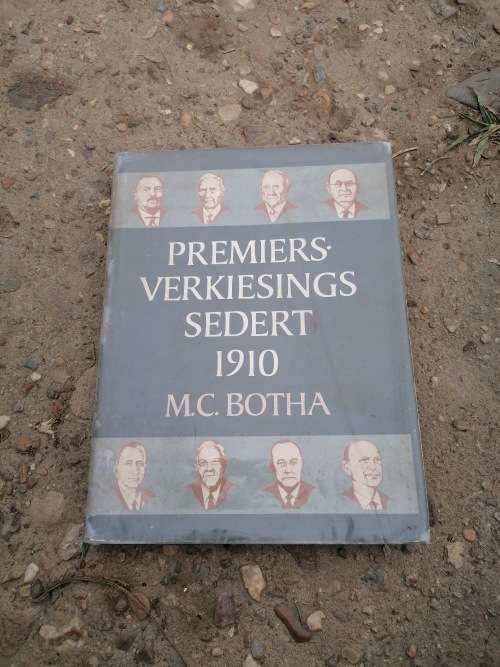 PREMIERS-
VERKIESINGS
SEDERT
1910
M.C. BOTHA